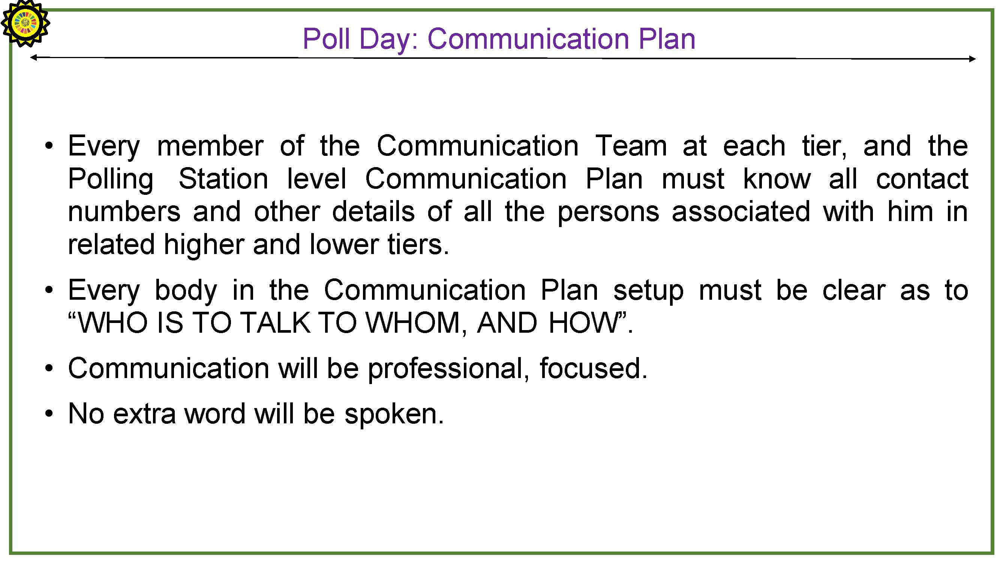 Poll Day: Communication Plan
• Every member of the Communication Team at each tier, and the
Polling Station level Communication Plan must know all contact
numbers and other details of all the persons associated with him in
related higher and lower tiers.
• Every body in the Communication Plan setup must be clear as to
“WHO IS TO TALK TO WHOM, AND HOW”.
• Communication will be professional, focused.
• No extra word will be spoken.